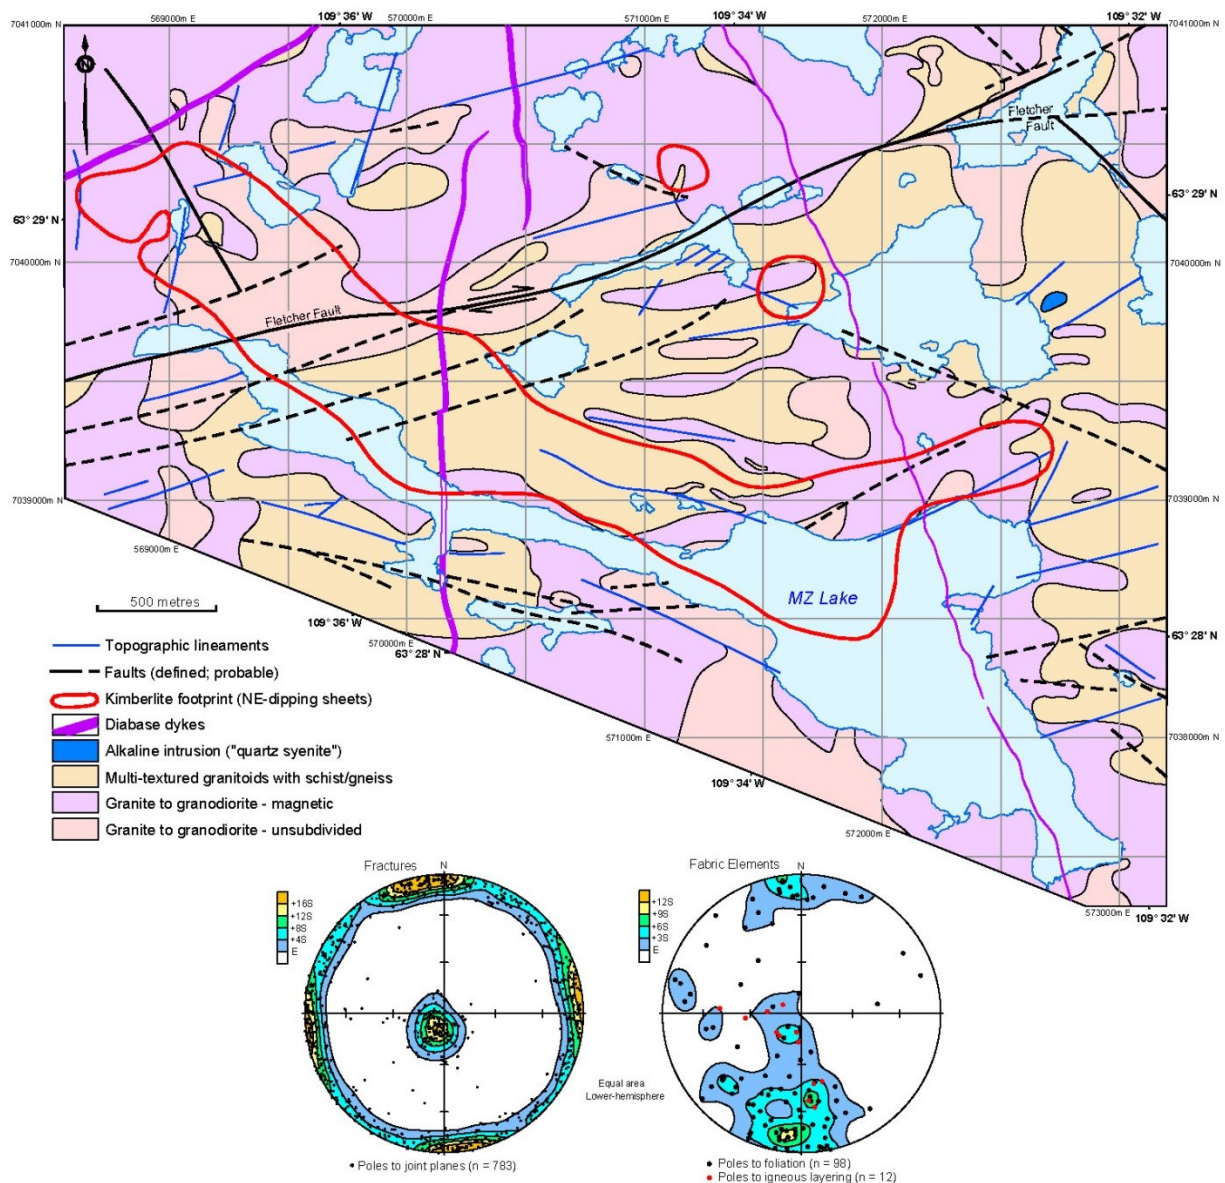 569000m E
109° 36' W
570000m E
571000m E
109° 34' W
572000m E
109° 32' W
7041000m N
7041000m N
N
Fletcher
Fault
63° 29' N
63° 29' N
7040000m N
7040000m N
Fletcher Fault
7039000m N
7039000m N
569000m E
500 metres
MZ Lake
109° 36' W
570000m E
63° 28' N
63° 28' N
Topographic lineaments
Faults (defined; probable)
Kimberlite footprint (NE-dipping sheets)
Diabase dykes
Alkaline intrusion ("quartz syenite")
Multi-textured granitoids with schist/gneiss
Granite to granodiorite - magnetic
Granite to granodiorite - unsubdivided
571000m E
7038000m N
109° 34' W
572000m E
573000m E
109° 32' W
Fractures
N
+16S
+12S
+8S
+4S
E
Poles to joint planes (n = 783)
Equal area
Lower-hemisphere
Fabric Elements
N
+12S
+9S
+6S
+3S
E
Poles to foliation (n = 98)
Poles to igneous layering (n = 12)